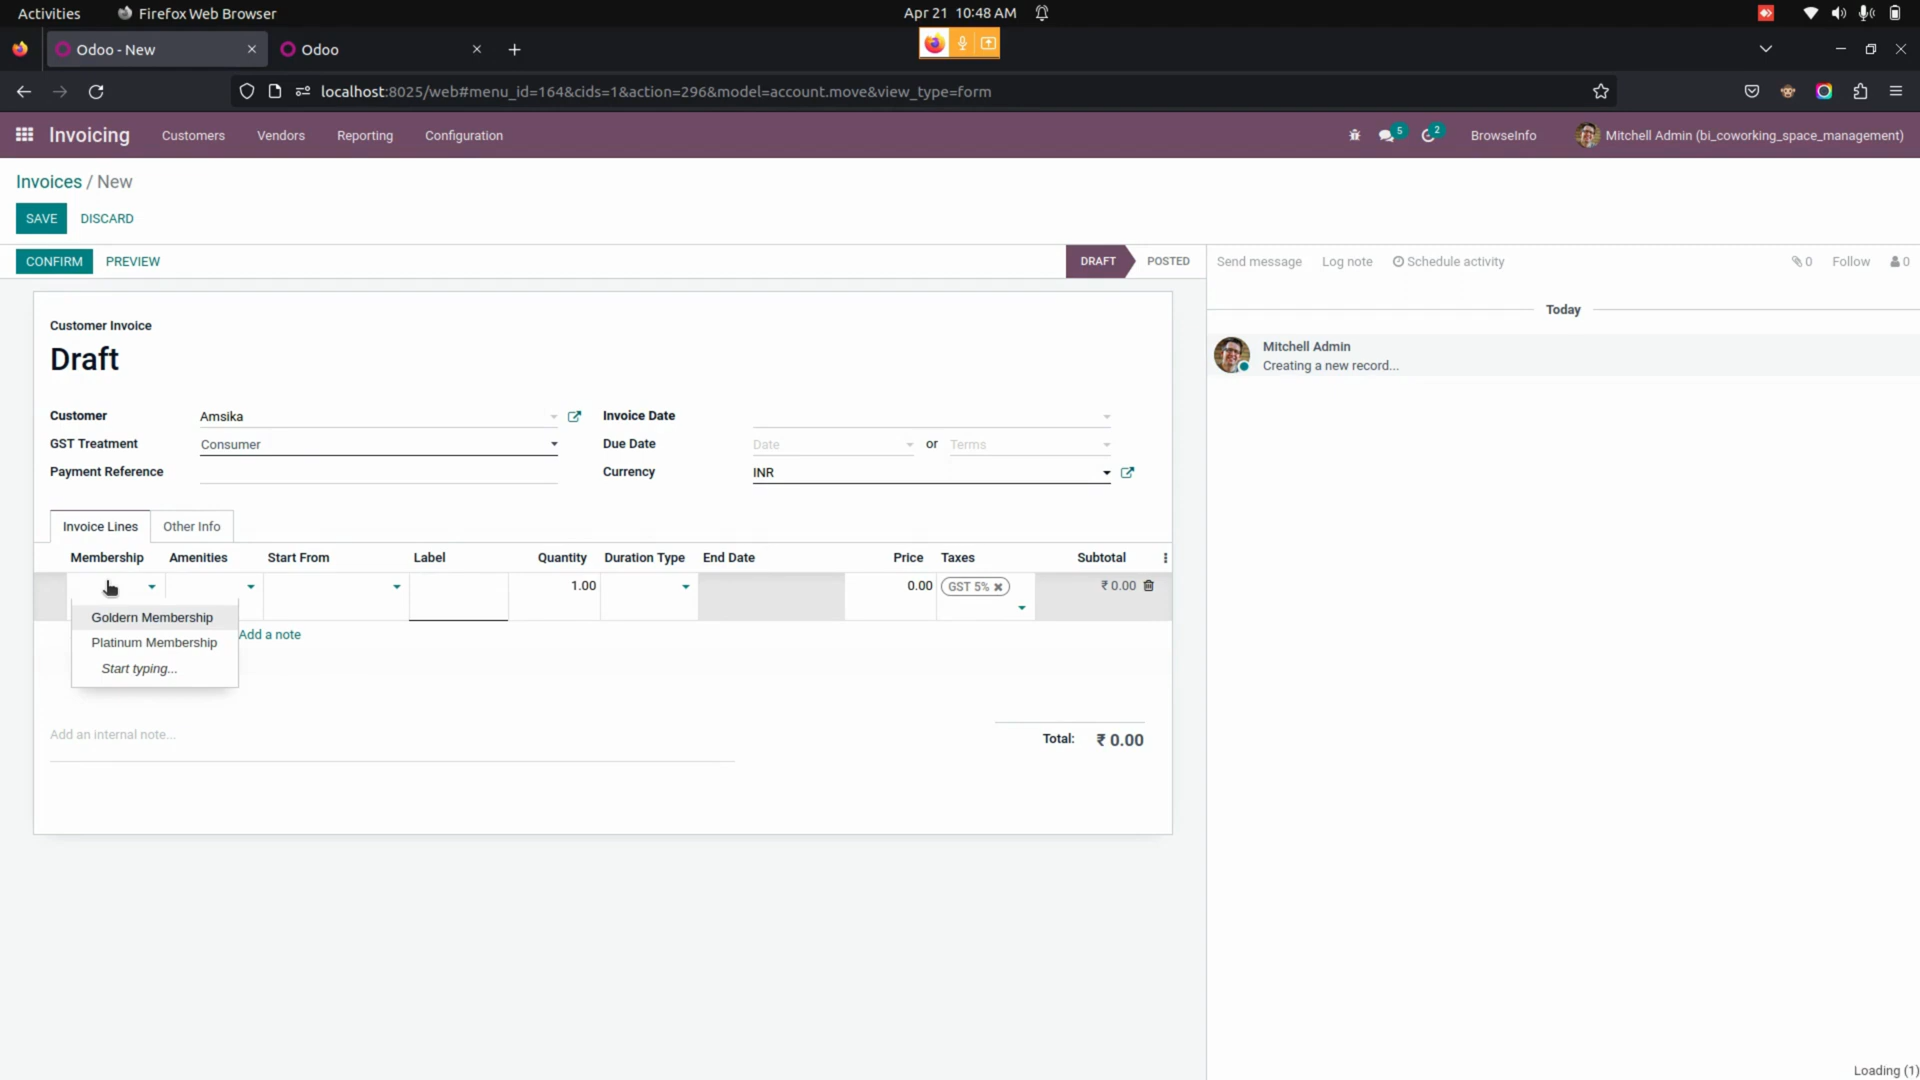 Activities Firefox Web Browser Apr 21 10:48 AM
Odoo - New Odoo
localhost:8025/web#menu_id=164&cids=1&action=296&model=account.move&view_type=form
Invoicing Customers Vendors Reporting Configuration 5 2 BrowseInfo Mitchell Admin (bi_coworking_space_management)
Invoices / New
SAVE DISCARD
CONFIRM PREVIEW DRAFT POSTED Send message Log note Schedule activity 0 Follow 0
Today
Customer Invoice
Draft
Mitchell Admin
Creating a new record...
Customer Amsika Invoice Date
GST Treatment Consumer Due Date Date or Terms
Payment Reference Currency INR
Invoice Lines Other Info
Membership Amenities Start From Label Quantity Duration Type End Date Price Taxes Subtotal
1.00 0.00 GST 5% ₹ 0.00
Goldern Membership
Add a note
Platinum Membership
Start typing...
Add an internal note...
Total: ₹ 0.00
Loading (1)